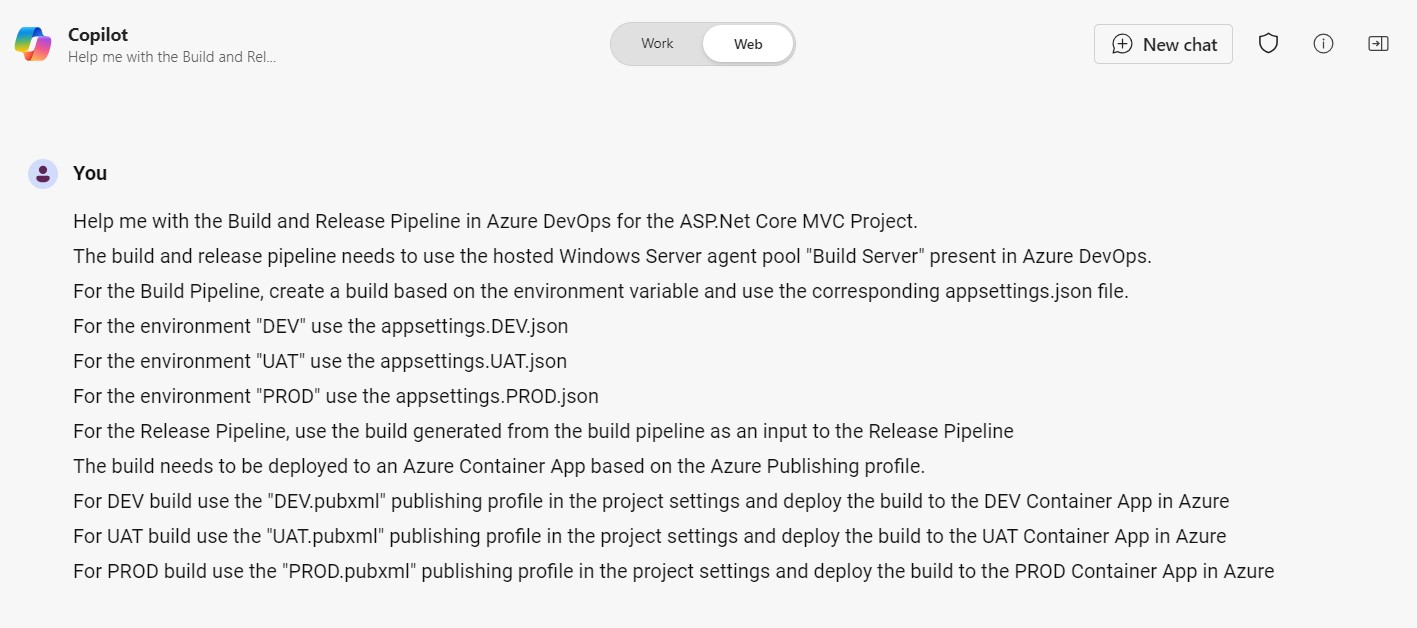 Copilot
Help me with the Build and Rel...
Work
Web
New chat
You
Help me with the Build and Release Pipeline in Azure DevOps for the ASP.Net Core MVC Project.
The build and release pipeline needs to use the hosted Windows Server agent pool "Build Server" present in Azure DevOps.
For the Build Pipeline, create a build based on the environment variable and use the corresponding appsettings.json file.
For the environment "DEV" use the appsettings.DEV.json
For the environment "UAT" use the appsettings.UAT.json
For the environment "PROD" use the appsettings.PROD.json
For the Release Pipeline, use the build generated from the build pipeline as an input to the Release Pipeline
The build needs to be deployed to an Azure Container App based on the Azure Publishing profile.
For DEV build use the "DEV.pubxml" publishing profile in the project settings and deploy the build to the DEV Container App in Azure
For UAT build use the "UAT.pubxml" publishing profile in the project settings and deploy the build to the UAT Container App in Azure
For PROD build use the "PROD.pubxml" publishing profile in the project settings and deploy the build to the PROD Container App in Azure